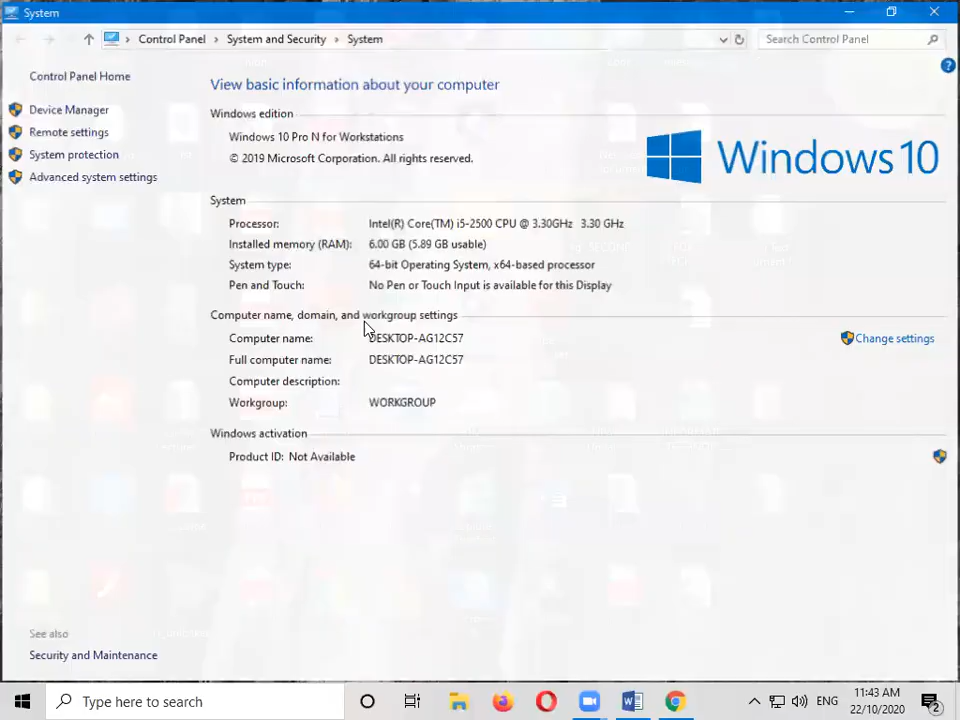 System
Control Panel › System and Security › System
Search Control Panel
Control Panel Home
Device Manager
Remote settings
System protection
Advanced system settings
View basic information about your computer
Windows edition
Windows 10 Pro N for Workstations
© 2019 Microsoft Corporation. All rights reserved.
Windows 10
System
Processor: Intel(R) Core(TM) i5-2500 CPU @ 3.30GHz 3.30 GHz
Installed memory (RAM): 6.00 GB (5.89 GB usable)
System type: 64-bit Operating System, x64-based processor
Pen and Touch: No Pen or Touch Input is available for this Display
Computer name, domain, and workgroup settings
Computer name: DESKTOP-AG12C57
Change settings
Full computer name: DESKTOP-AG12C57
Computer description:
Workgroup: WORKGROUP
Windows activation
Product ID: Not Available
See also
Security and Maintenance
Type here to search
ENG
11:43 AM
22/10/2020
2